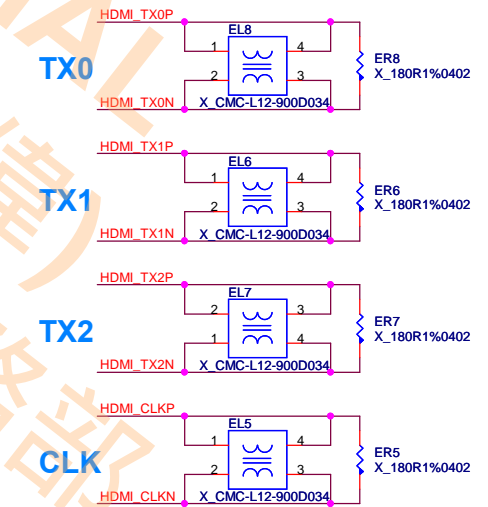 HDMI_TX0P
EL8
1 4
TX0
ER8
X_180R1%0402
2 3
HDMI_TX0N X_CMC-L12-900D034
HDMI_TX1P
EL6
1 4
TX1
ER6
X_180R1%0402
2 3
HDMI_TX1N X_CMC-L12-900D034
HDMI_TX2P
EL7
2 3
TX2
ER7
X_180R1%0402
1 4
HDMI_TX2N X_CMC-L12-900D034
HDMI_CLKP
EL5
1 4
CLK
ER5
X_180R1%0402
2 3
HDMI_CLKN X_CMC-L12-900D034